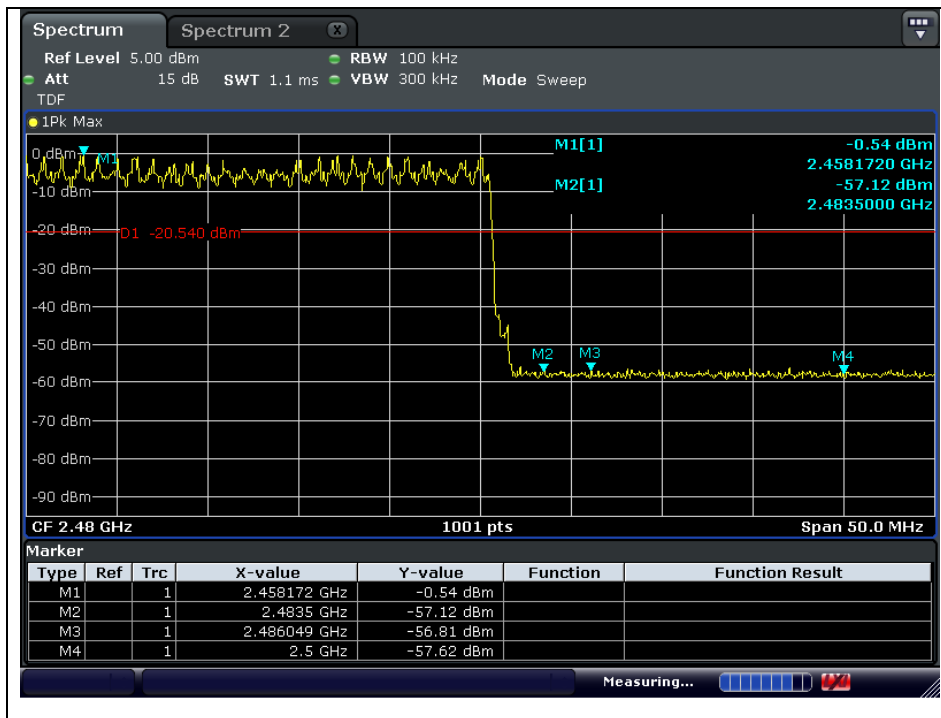 Spectrum Spectrum 2 X
Ref Level 5.00 dBm RBW 100 kHz
Att 15 dB SWT 1.1 ms VBW 300 kHz Mode Sweep
TDF
1Pk Max
M1[1] -0.54 dBm
2.4581720 GHz
M2[1] -57.12 dBm
2.4835000 GHz
0 dBm
M1
-10 dBm
-20 dBm
D1 -20.540 dBm
-30 dBm
-40 dBm
-50 dBm
M2 M3 M4
-60 dBm
-70 dBm
-80 dBm
-90 dBm
CF 2.48 GHz 1001 pts Span 50.0 MHz
Marker
Type Ref Trc X-value Y-value Function Function Result
M1 1 2.458172 GHz -0.54 dBm
M2 1 2.4835 GHz -57.12 dBm
M3 1 2.486049 GHz -56.81 dBm
M4 1 2.5 GHz -57.62 dBm
Measuring...